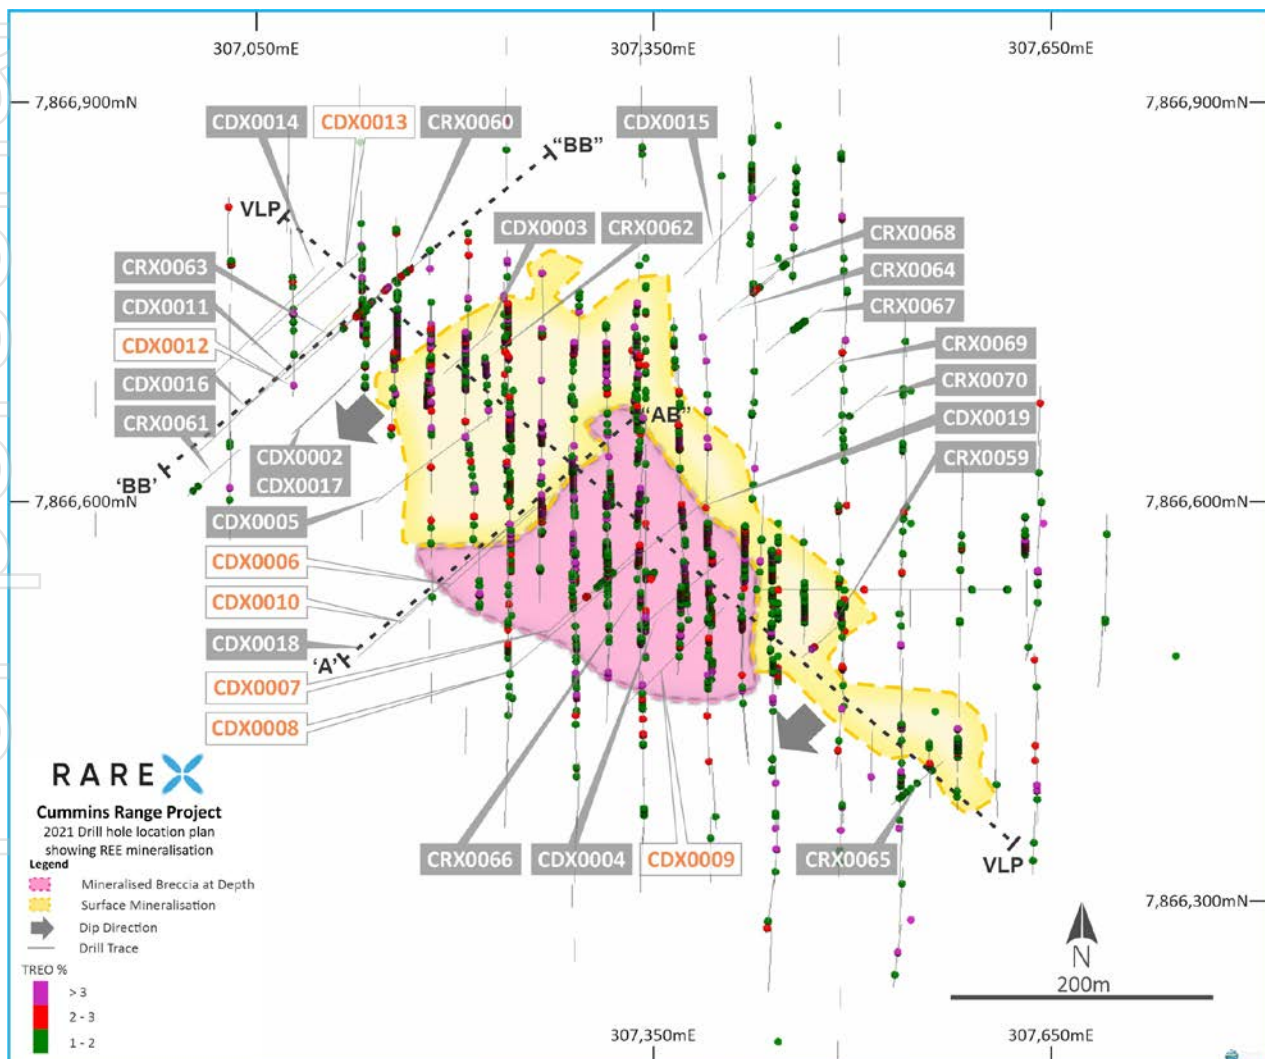 307,050mE
307,350mE
307,650mE
7,866,900mN
7,866,900mN
CDX0014
CDX0013
CRX0060
CDX0015
"BB"
VLP
CDX0003
CRX0062
CRX0068
CRX0063
CRX0064
CDX0011
CRX0067
CDX0012
CRX0069
CDX0016
CRX0070
CRX0061
"AB"
CDX0019
CDX0002
CDX0017
CRX0059
'BB'
7,866,600mN
7,866,600mN
CDX0005
CDX0006
CDX0010
CDX0018
'A'
CDX0007
CDX0008
RAREX
Cummins Range Project
2021 Drill hole location plan
showing REE mineralisation
Legend
Mineralised Breccia at Depth
Surface Mineralisation
Dip Direction
Drill Trace
TREO %
> 3
2 - 3
1 - 2
CRX0066
CDX0004
CDX0009
CRX0065
VLP
7,866,300mN
N
200m
307,350mE
307,650mE